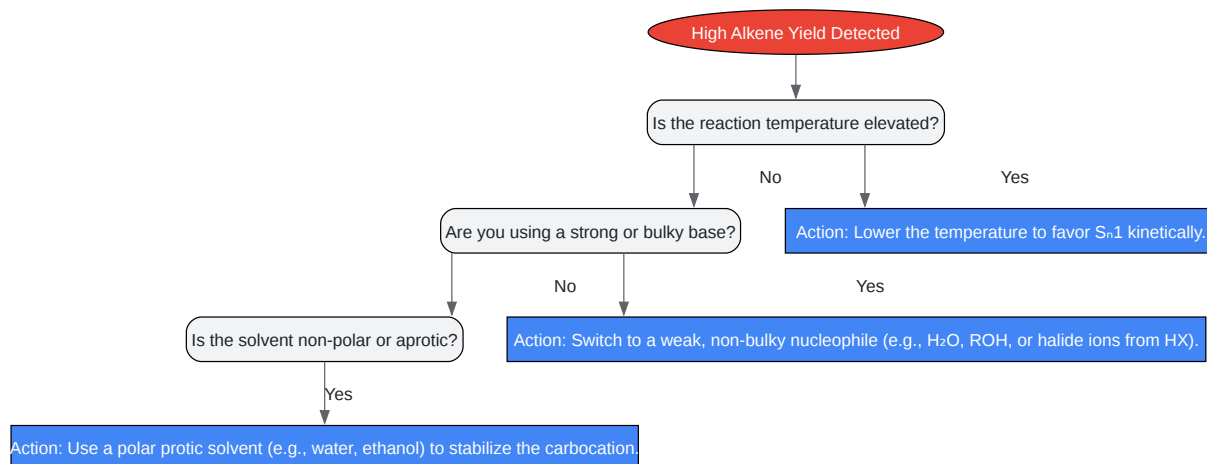 High Alkene Yield Detected
Is the reaction temperature elevated?
No
Yes
Are you using a strong or bulky base?
Action: Lower the temperature to favor Sₙ1 kinetically.
No
Yes
Is the solvent non-polar or aprotic?
Action: Switch to a weak, non-bulky nucleophile (e.g., H₂O, ROH, or halide ions from HX).
Yes
Action: Use a polar protic solvent (e.g., water, ethanol) to stabilize the carbocation.